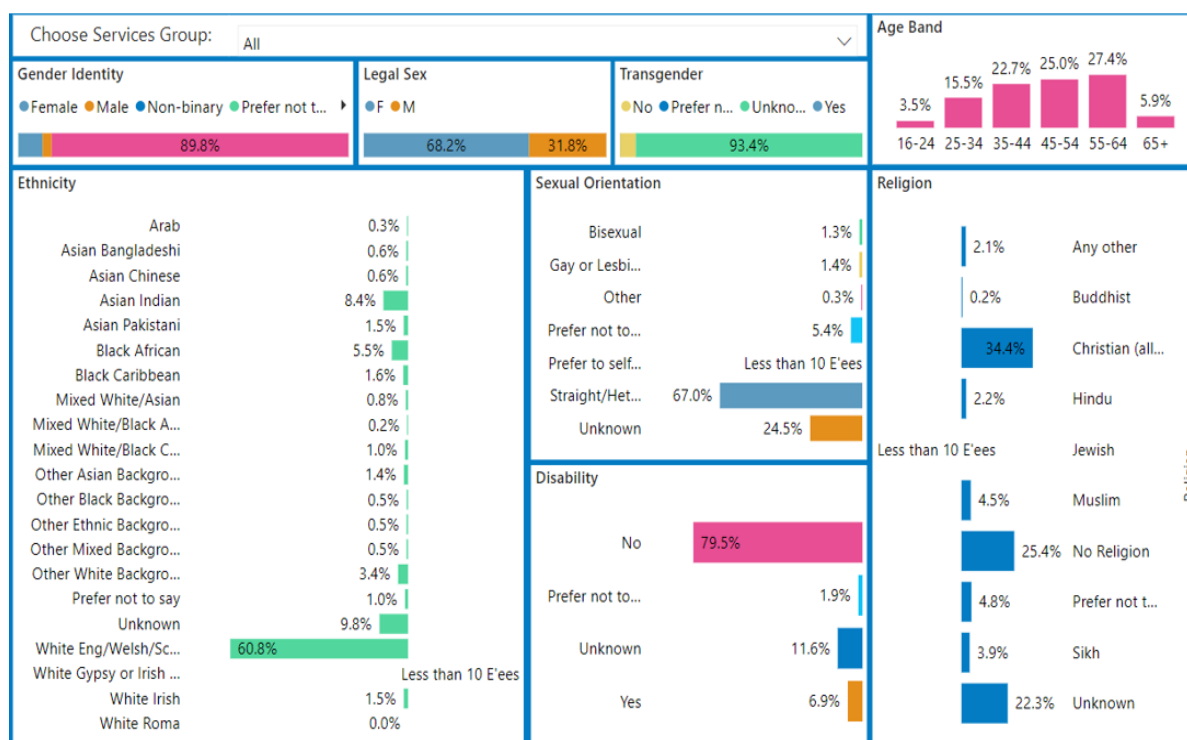 Choose Services Group: All
Gender Identity
Female Male Non-binary Prefer not t...
89.8%
Legal Sex
F M
68.2% 31.8%
Transgender
No Prefer n... Unkno... Yes
93.4%
Age Band
3.5% 15.5% 22.7% 25.0% 27.4% 5.9%
16-24 25-34 35-44 45-54 55-64 65+
Ethnicity
Arab 0.3%
Asian Bangladeshi 0.6%
Asian Chinese 0.6%
Asian Indian 8.4%
Asian Pakistani 1.5%
Black African 5.5%
Black Caribbean 1.6%
Mixed White/Asian 0.8%
Mixed White/Black A... 0.2%
Mixed White/Black C... 1.0%
Other Asian Backgro... 1.4%
Other Black Backgro... 0.5%
Other Ethnic Backgro... 0.5%
Other Mixed Backgro... 0.5%
Other White Backgro... 3.4%
Prefer not to say 1.0%
Unknown 9.8%
White Eng/Welsh/Sc... 60.8%
White Gypsy or Irish ... Less than 10 E'ees
White Irish 1.5%
White Roma 0.0%
Sexual Orientation
Bisexual 1.3%
Gay or Lesbi... 1.4%
Other 0.3%
Prefer not to... 5.4%
Prefer to self... Less than 10 E'ees
Straight/Het... 67.0%
Unknown 24.5%
Disability
No 79.5%
Prefer not to... 1.9%
Unknown 11.6%
Yes 6.9%
Religion
2.1% Any other
0.2% Buddhist
34.4% Christian (all...
2.2% Hindu
Less than 10 E'ees Jewish
4.5% Muslim
25.4% No Religion
4.8% Prefer not t...
3.9% Sikh
22.3% Unknown